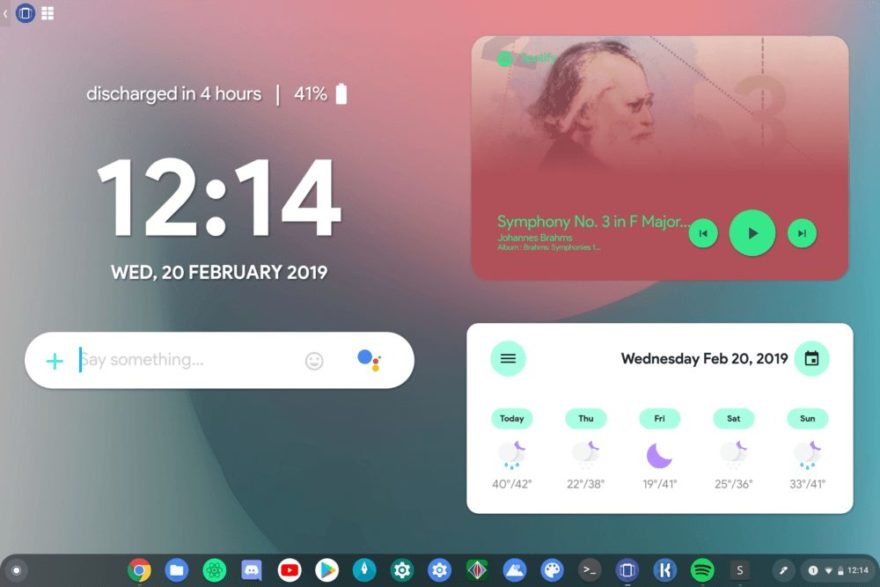 discharged in 4 hours | 41%
12:14
WED, 20 FEBRUARY 2019
Say something...
Spotify
3
Symphony No. 3 in F Major...
Johannes Brahms
Album : Brahms: Symphonies 1...
Wednesday Feb 20, 2019
Today Thu Fri Sat Sun
40°/42° 22°/38° 19°/41° 25°/36° 33°/41°
>_ K S 1 12:14